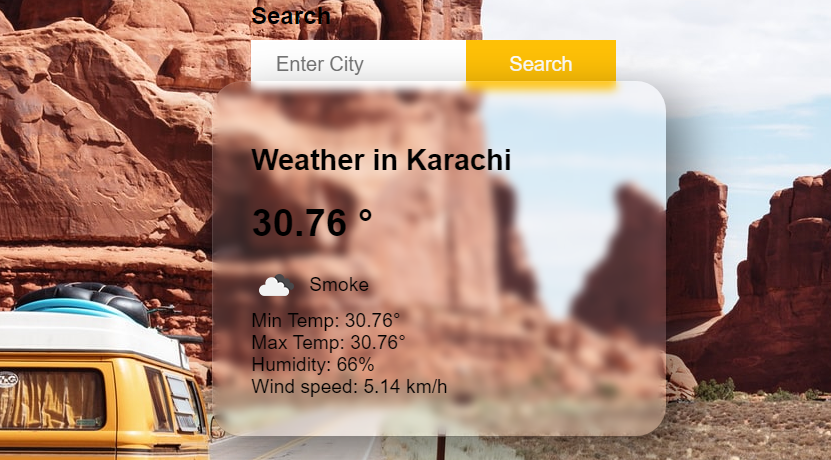 Search
Enter City
Search
Weather in Karachi
30.76 °
Smoke
Min Temp: 30.76°
Max Temp: 30.76°
Humidity: 66%
Wind speed: 5.14 km/h